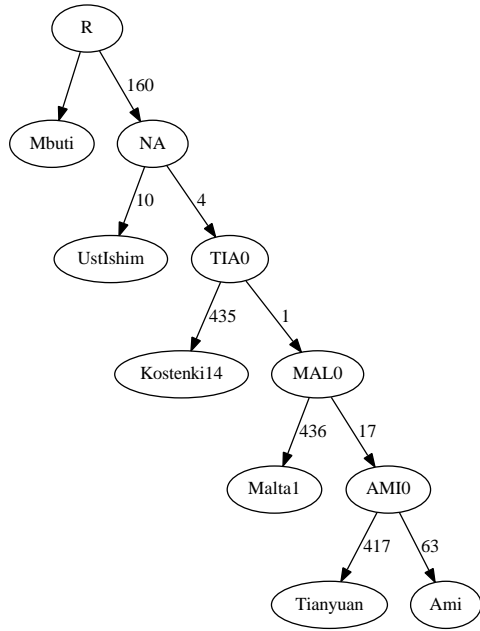 R
160
Mbuti
NA
10
4
UstIshim
TIA0
435
1
Kostenki14
MAL0
436
17
Malta1
AMI0
417
63
Tianyuan
Ami